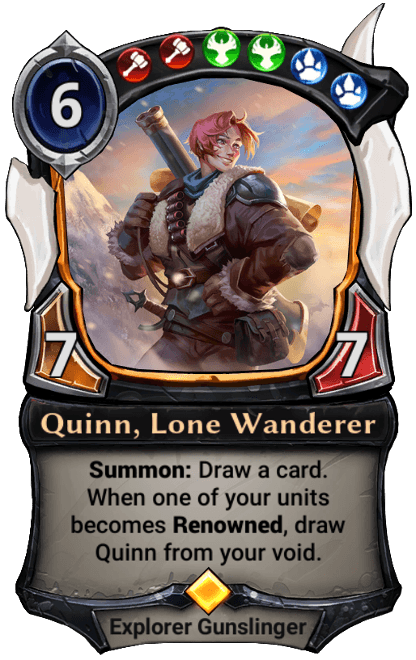 6
7
7
Quinn, Lone Wanderer
Summon: Draw a card.
When one of your units
becomes Renowned, draw
Quinn from your void.
Explorer Gunslinger